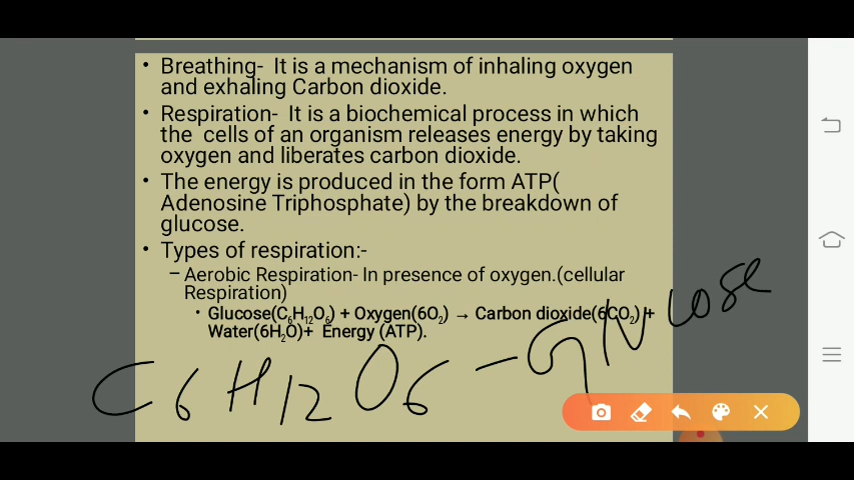 • Breathing- It is a mechanism of inhaling oxygen
and exhaling Carbon dioxide.
• Respiration- It is a biochemical process in which
the cells of an organism releases energy by taking
oxygen and liberates carbon dioxide.
• The energy is produced in the form ATP(
Adenosine Triphosphate) by the breakdown of
glucose.
• Types of respiration:-
– Aerobic Respiration- In presence of oxygen.(cellular
Respiration)
• Glucose(C₆H₁₂O₆) + Oxygen(6O₂) → Carbon dioxide(6CO₂) +
Water(6H₂O)+ Energy (ATP).
C6H12O6 - Glucose